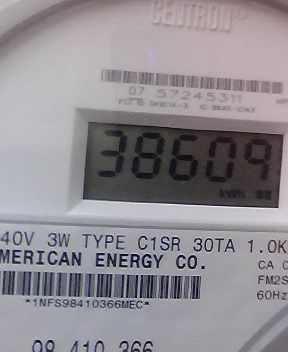 CENTRON®
07 57245311
38609
kWh
40V 3W TYPE C1SR 30TA 1.0K
MERICAN ENERGY CO.
CA 0
FM2S
60Hz
*1NFS98410366MEC*
98 410 366